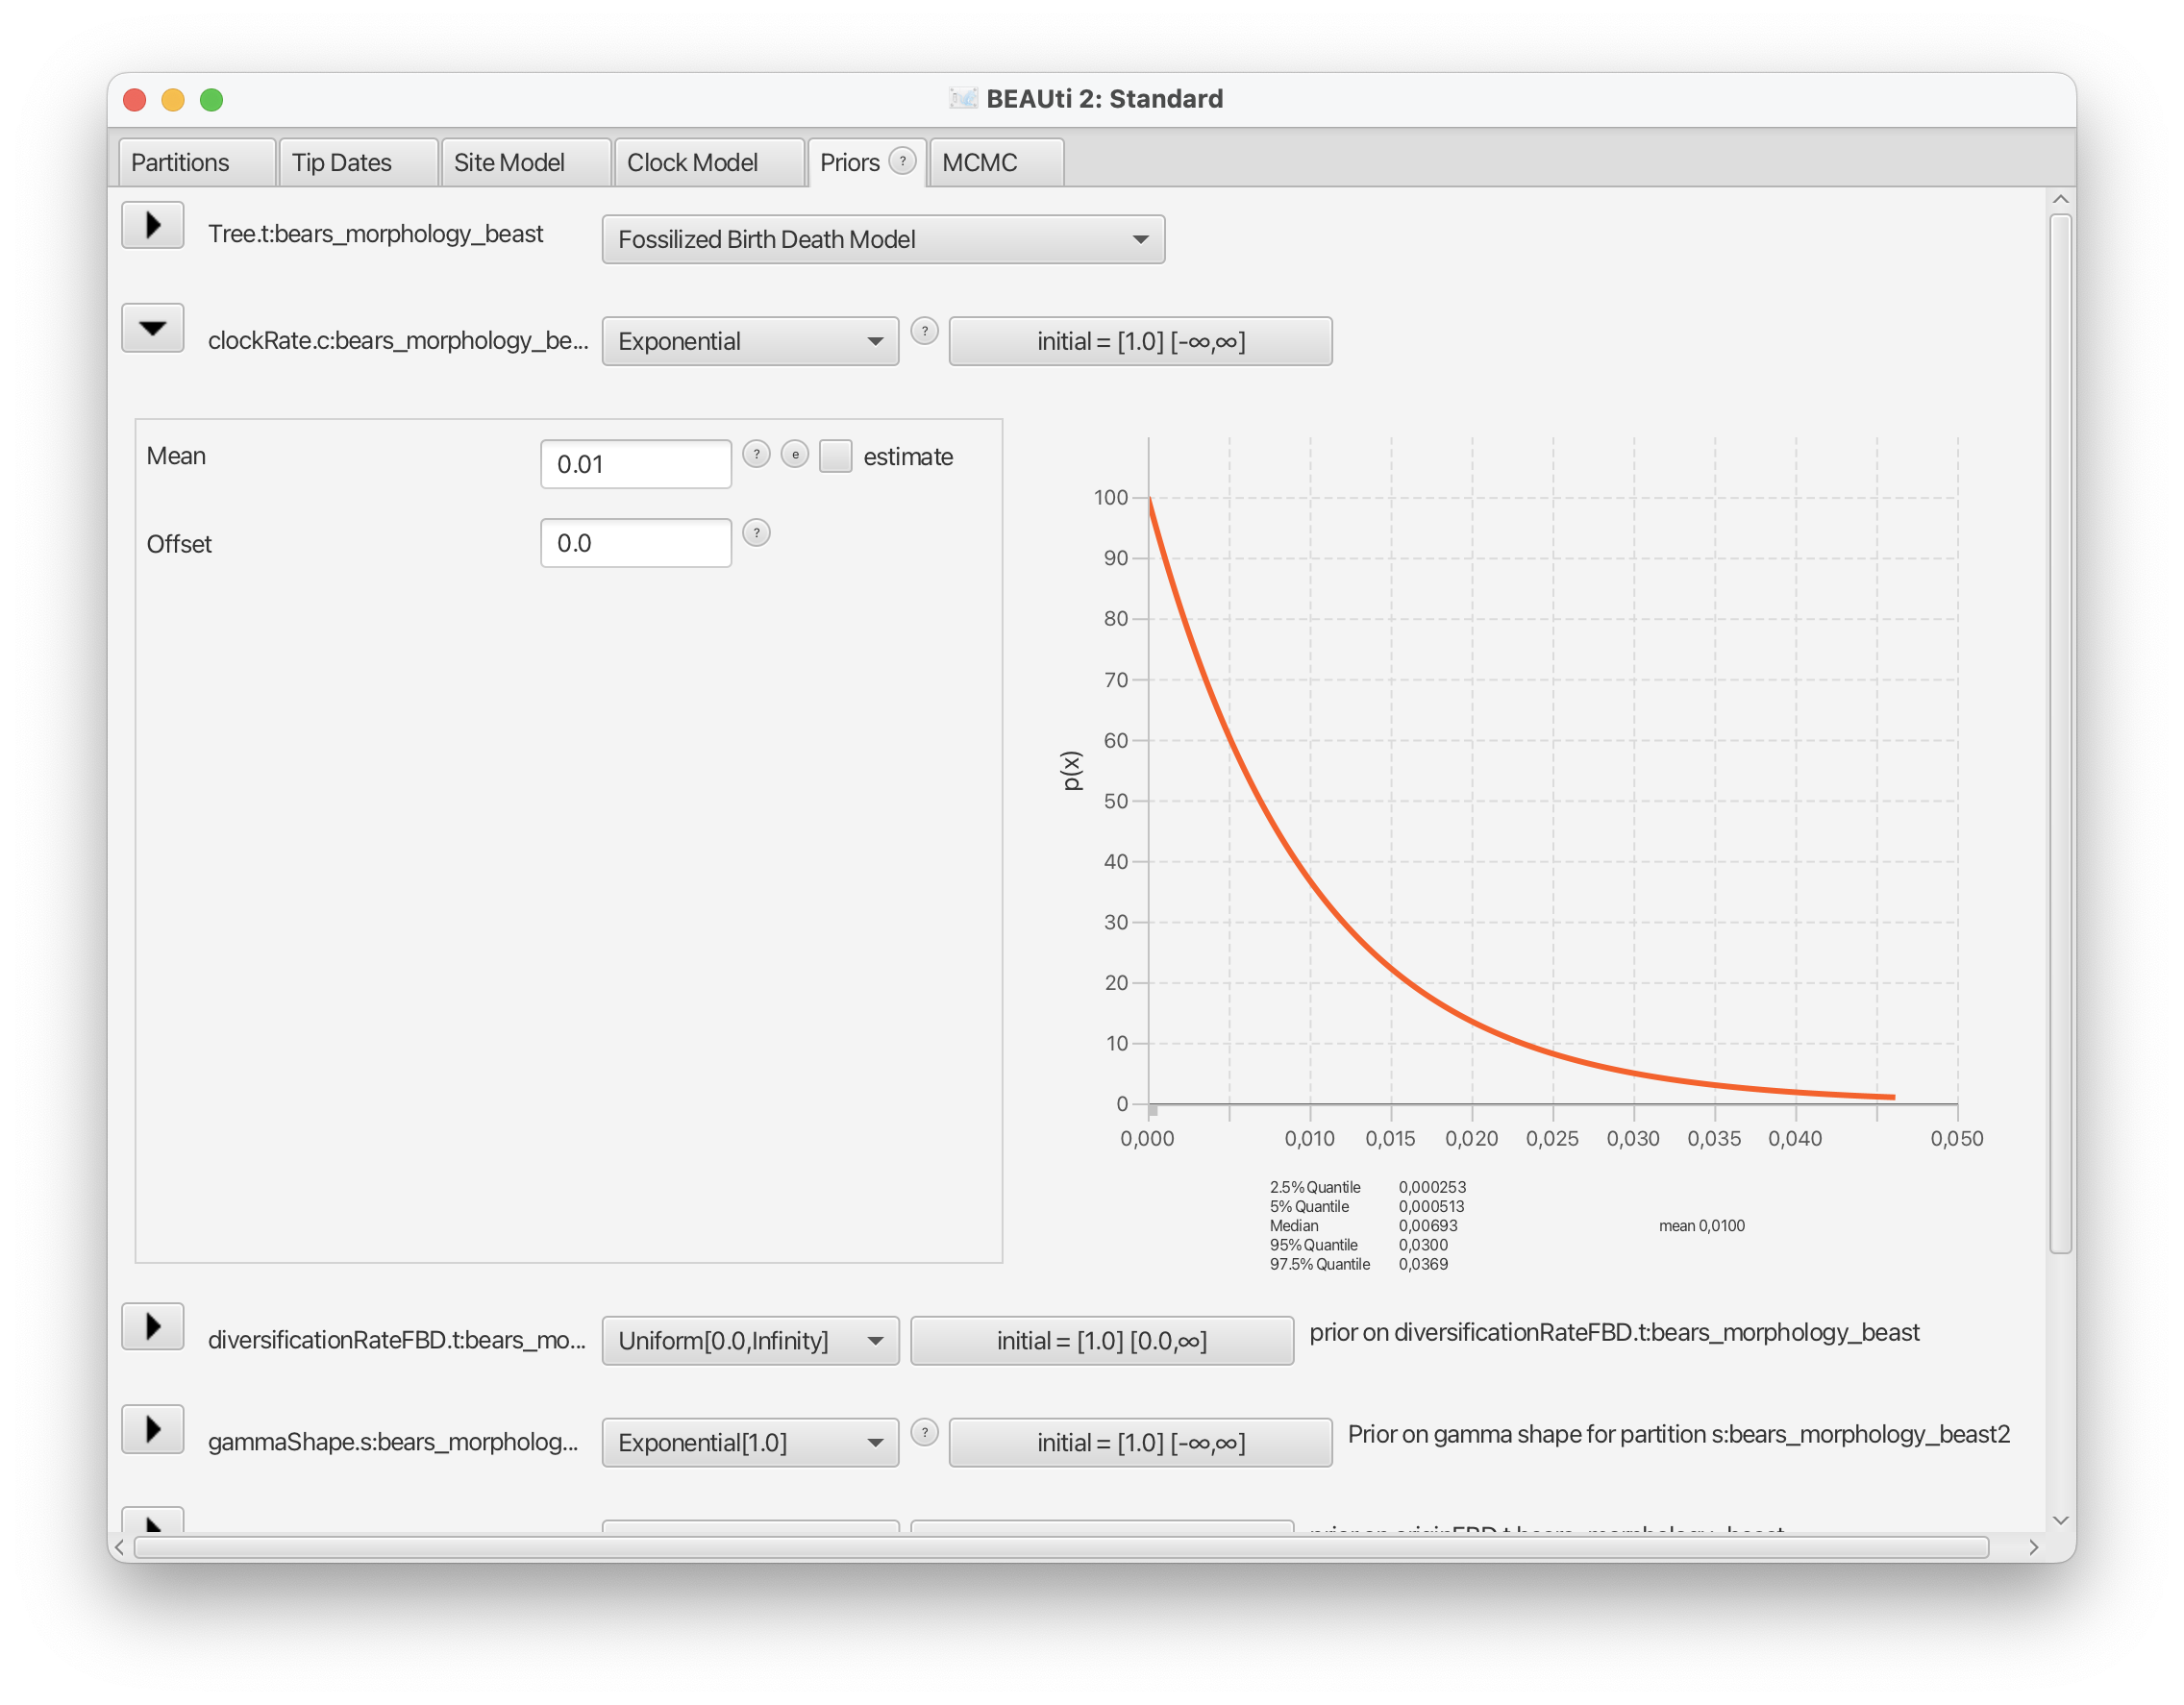 BEAUti 2: Standard
Partitions
Tip Dates
Site Model
Clock Model
Priors ?
MCMC
Tree.t:bears_morphology_beast
Fossilized Birth Death Model
clockRate.c:bears_morphology_be...
Exponential
?
initial = [1.0] [-∞,∞]
Mean
0.01
?
e
estimate
Offset
0.0
?
p(x)
100
90
80
70
60
50
40
30
20
10
0
0,000
0,010
0,015
0,020
0,025
0,030
0,035
0,040
0,050
2.5% Quantile 0,000253
5% Quantile 0,000513
Median 0,00693
mean 0,0100
95% Quantile 0,0300
97.5% Quantile 0,0369
diversificationRateFBD.t:bears_mo...
Uniform[0.0,Infinity]
initial = [1.0] [0.0,∞]
prior on diversificationRateFBD.t:bears_morphology_beast
gammaShape.s:bears_morpholog...
Exponential[1.0]
?
initial = [1.0] [-∞,∞]
Prior on gamma shape for partition s:bears_morphology_beast2
prior on originFBD.t:bears_morphology_beast